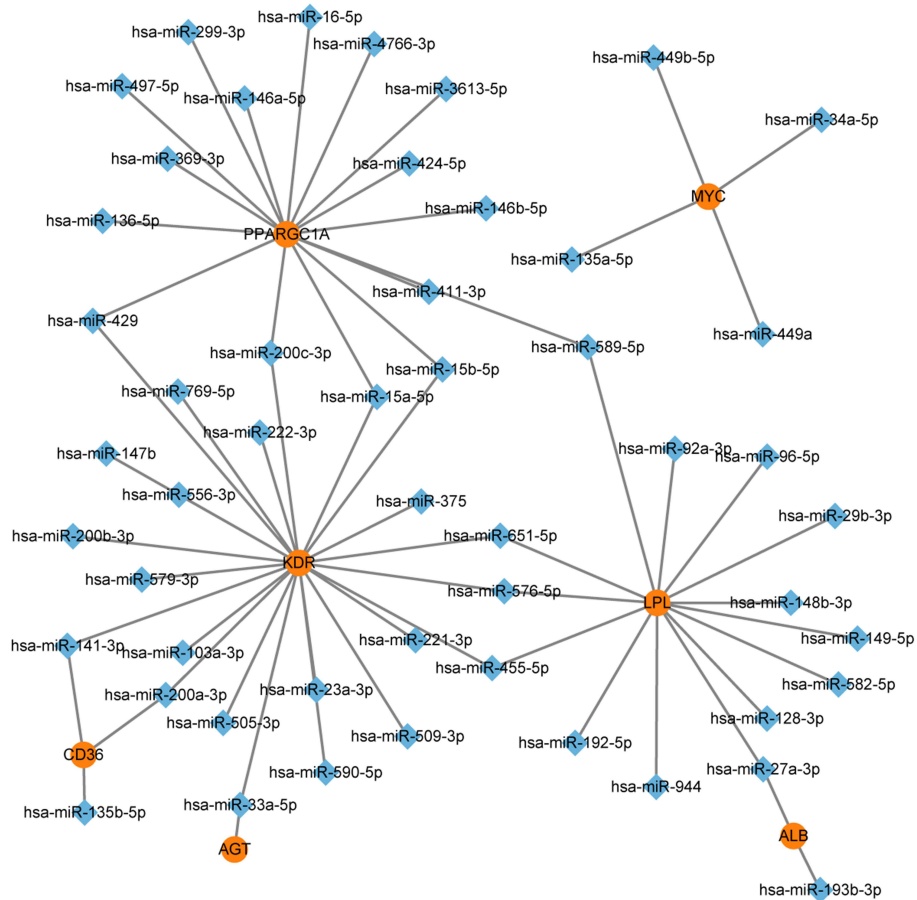 hsa-miR-16-5p
hsa-miR-299-3p
hsa-miR-4766-3p
hsa-miR-449b-5p
hsa-miR-497-5p
hsa-miR-146a-5p
hsa-miR-3613-5p
hsa-miR-34a-5p
hsa-miR-369-3p
hsa-miR-424-5p
MYC
hsa-miR-146b-5p
hsa-miR-136-5p
PPARGC1A
hsa-miR-135a-5p
hsa-miR-411-3p
hsa-miR-429
hsa-miR-449a
hsa-miR-589-5p
hsa-miR-200c-3p
hsa-miR-15b-5p
hsa-miR-769-5p
hsa-miR-15a-5p
hsa-miR-222-3p
hsa-miR-92a-3p
hsa-miR-96-5p
hsa-miR-147b
hsa-miR-556-3p
hsa-miR-375
hsa-miR-29b-3p
hsa-miR-200b-3p
hsa-miR-651-5p
KDR
hsa-miR-579-3p
hsa-miR-576-5p
LPL
hsa-miR-148b-3p
hsa-miR-149-5p
hsa-miR-221-3p
hsa-miR-141-3p
hsa-miR-103a-3p
hsa-miR-455-5p
hsa-miR-582-5p
hsa-miR-23a-3p
hsa-miR-200a-3p
hsa-miR-128-3p
hsa-miR-505-3p
hsa-miR-509-3p
hsa-miR-192-5p
CD36
hsa-miR-27a-3p
hsa-miR-590-5p
hsa-miR-944
hsa-miR-33a-5p
hsa-miR-135b-5p
ALB
AGT
hsa-miR-193b-3p